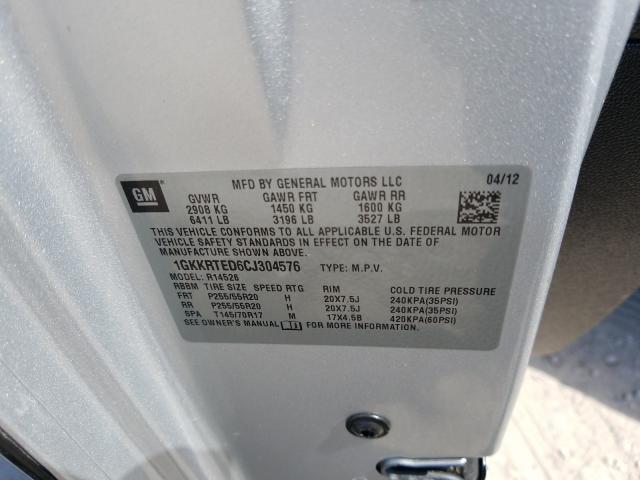 GM
MFD BY GENERAL MOTORS LLC 04/12
GVWR GAWR FRT GAWR RR
2908 KG 1450 KG 1600 KG
6411 LB 3196 LB 3527 LB
THIS VEHICLE CONFORMS TO ALL APPLICABLE U.S. FEDERAL MOTOR
VEHICLE SAFETY STANDARDS IN EFFECT ON THE DATE OF
MANUFACTURE SHOWN ABOVE.
1GKKRTED6CJ304576 TYPE: M.P.V.
MODEL: R14526
RBBM TIRE SIZE SPEED RTG RIM COLD TIRE PRESSURE
FRT P255/55R20 H 20X7.5J 240KPA(35PSI)
RR P255/55R20 H 20X7.5J 240KPA(35PSI)
SPA T145/70R17 M 17X4.5B 420KPA(60PSI)
SEE OWNER'S MANUAL FOR MORE INFORMATION.